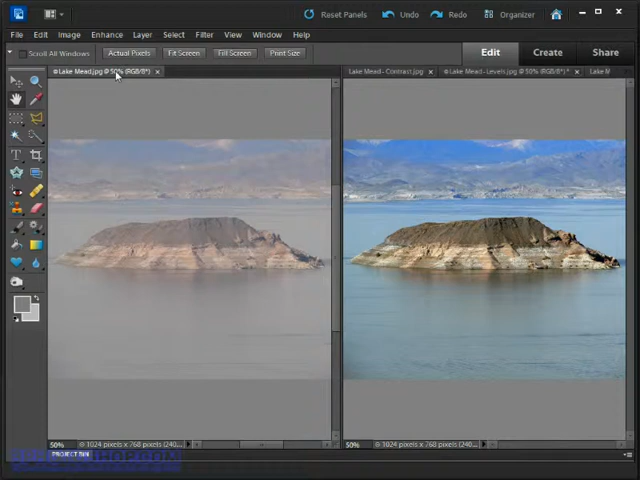 Reset Panels Undo Redo Organizer
File Edit Image Enhance Layer Select Filter View Window Help
Scroll All Windows Actual Pixels Fit Screen Fill Screen Print Size Edit Create Share
Lake Mead.jpg @ 50% (RGB/8*) Lake Mead - Contrast.jpg Lake Mead - Levels.jpg @ 50% (RGB/8*) * Lake M
50% 1024 pixels x 768 pixels (240... 50% 1024 pixels x 768 pixels (240...
PROJECT BIN